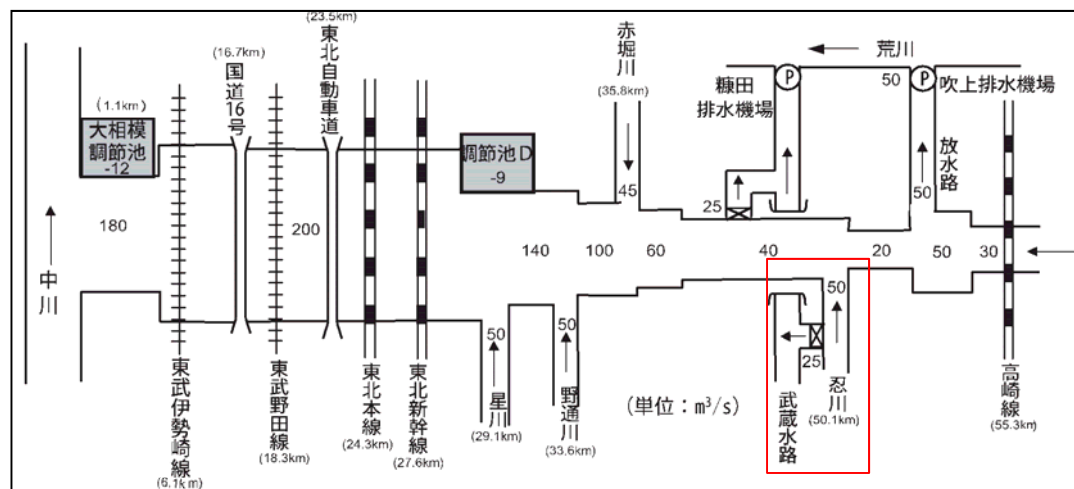 (23.5km)
東北自動車道
(16.7km)
国道16号
(1.1km)
大相模
調節池
-12
調節池D
-9
赤堀川
(35.8km)
荒川
糠田
排水機場
P
50
P
吹上排水機場
放水路
50
45
25
180
200
140
100
60
40
20
50
30
中川
50
星川
(29.1km)
50
野通川
(33.6km)
(単位:m³/s)
25
武蔵水路
50
忍川
(50.1km)
高崎線
(55.3km)
東武伊勢崎線
(6.1km)
東武野田線
(18.3km)
東北本線
(24.3km)
東北新幹線
(27.6km)